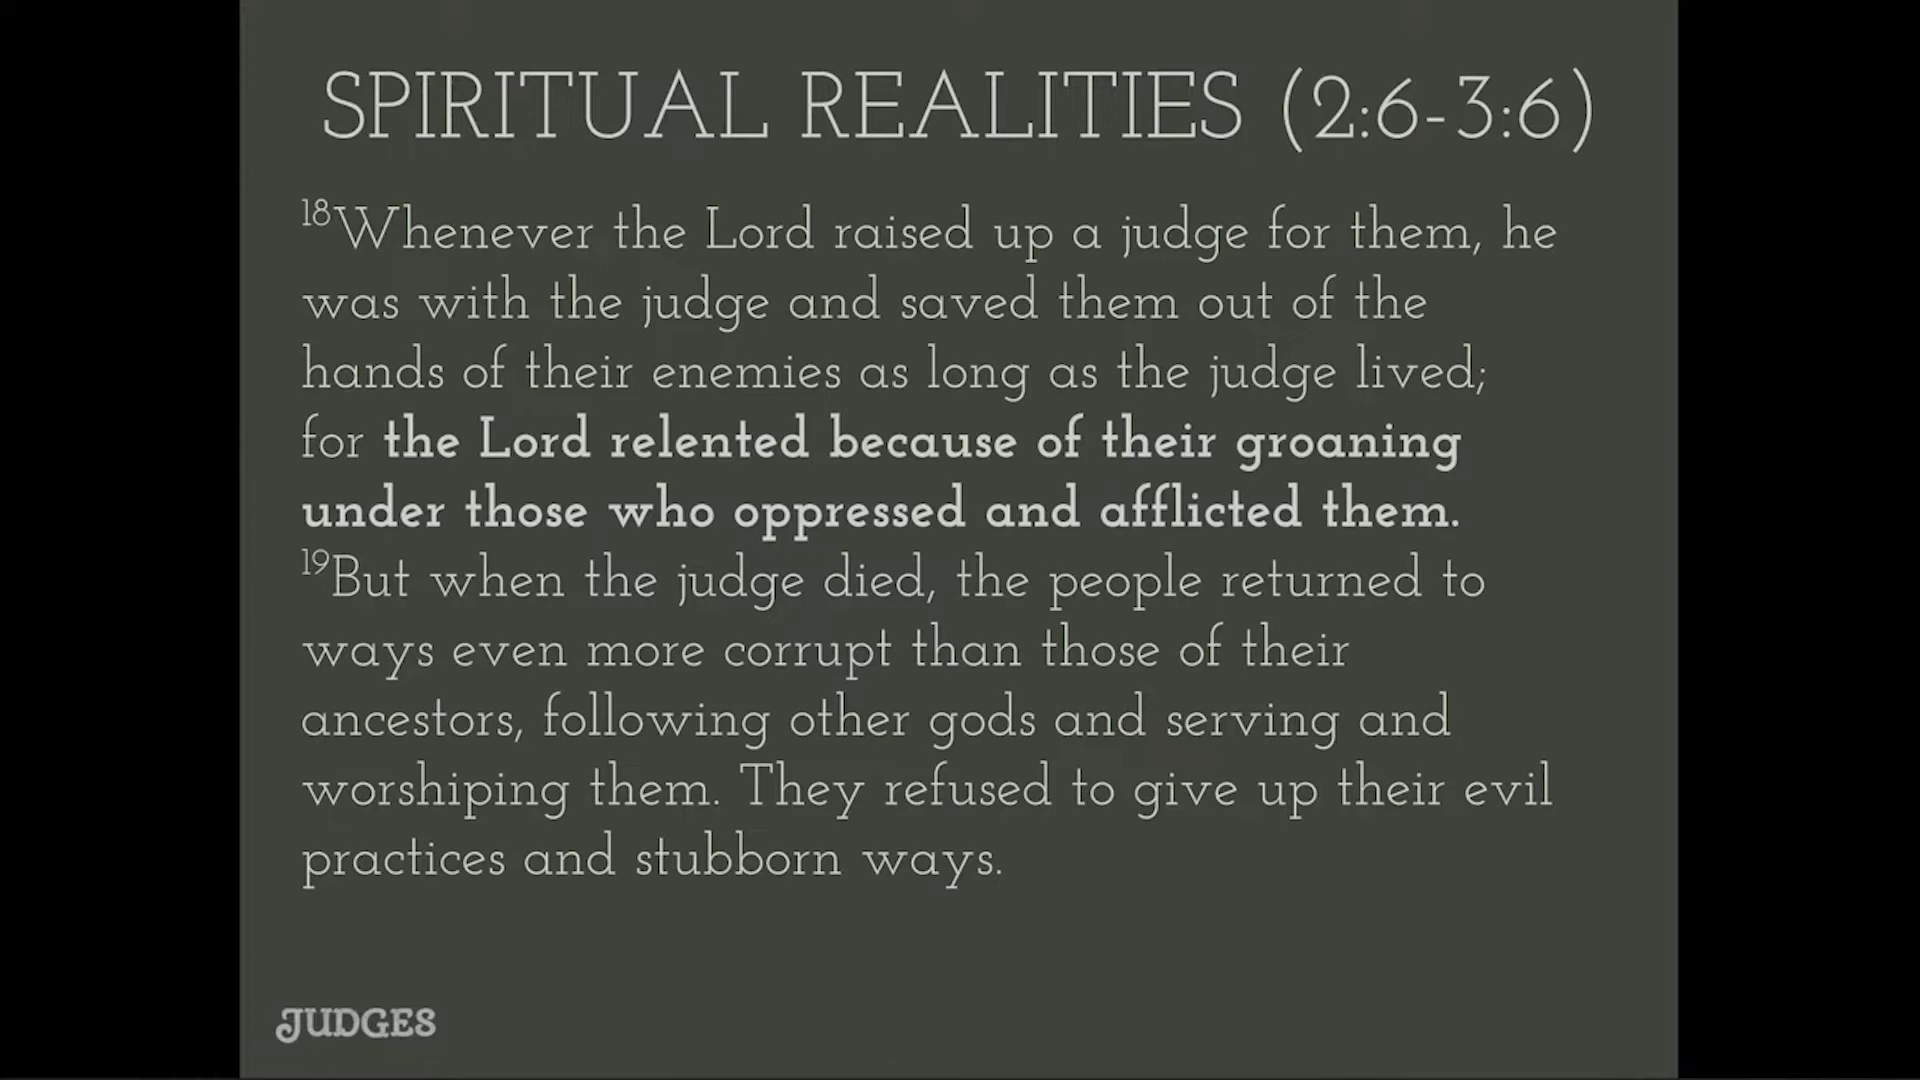 SPIRITUAL REALITIES (2:6-3:6)
18Whenever the Lord raised up a judge for them, he
was with the judge and saved them out of the
hands of their enemies as long as the judge lived;
for the Lord relented because of their groaning
under those who oppressed and afflicted them.
19But when the judge died, the people returned to
ways even more corrupt than those of their
ancestors, following other gods and serving and
worshiping them. They refused to give up their evil
practices and stubborn ways.
JUDGES